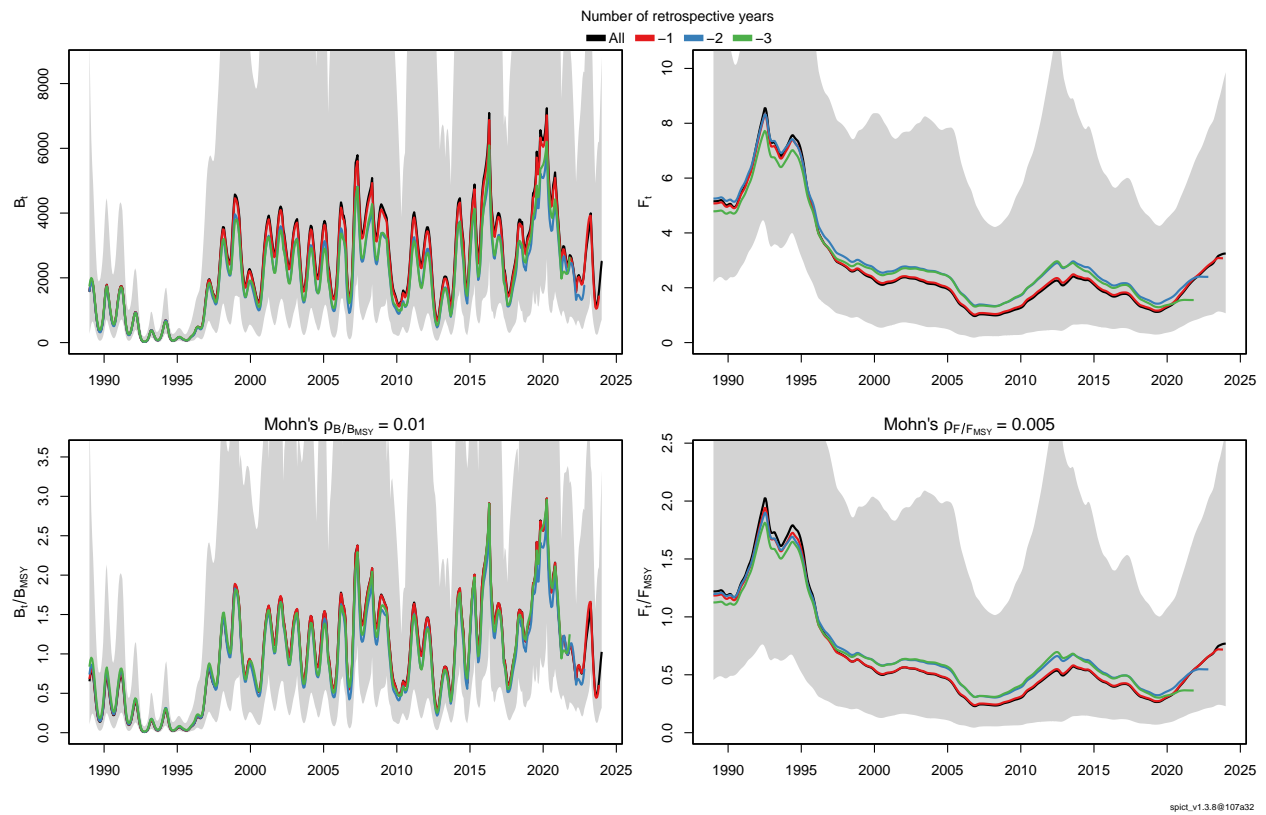 Number of retrospective years
All −1 −2 −3
Bt
0 2000 4000 6000 8000
1990 1995 2000 2005 2010 2015 2020 2025
Ft
0 2 4 6 8 10
1990 1995 2000 2005 2010 2015 2020 2025
Mohn's ρB/BMSY = 0.01
Bt/BMSY
0.0 0.5 1.0 1.5 2.0 2.5 3.0 3.5
1990 1995 2000 2005 2010 2015 2020 2025
Mohn's ρF/FMSY = 0.005
Ft/FMSY
0.0 0.5 1.0 1.5 2.0 2.5
1990 1995 2000 2005 2010 2015 2020 2025
spict_v1.3.8@107a32